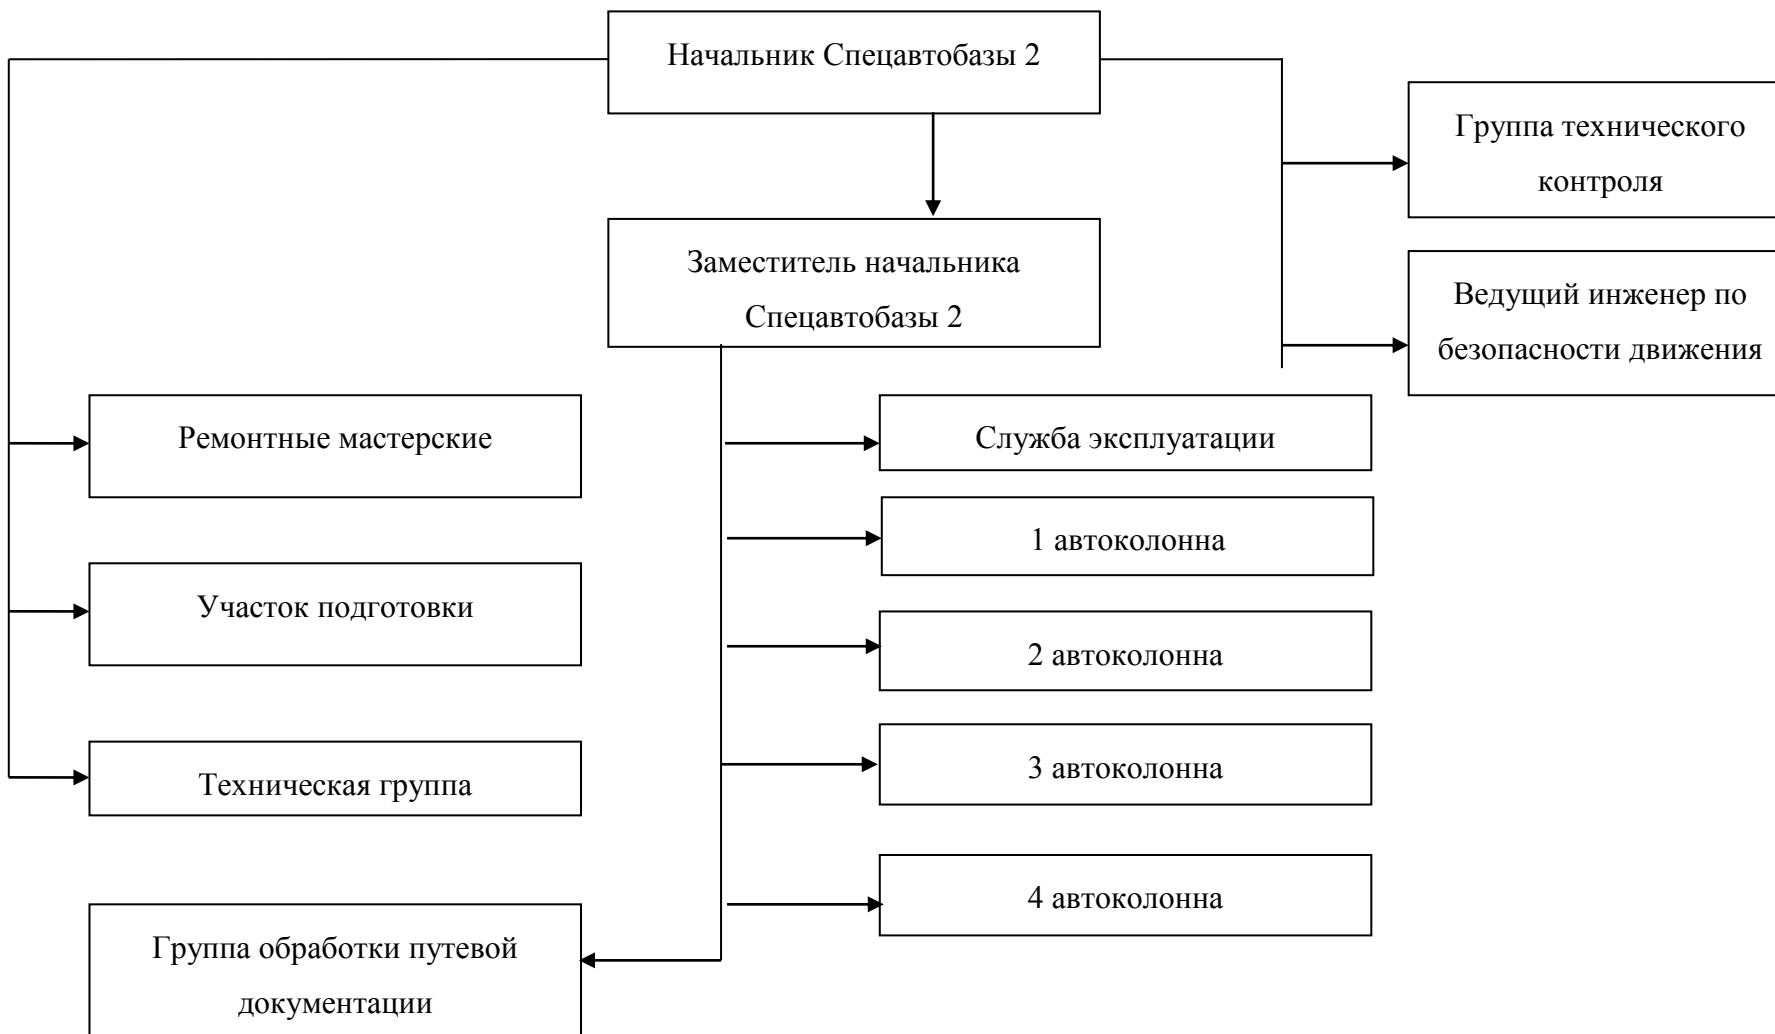 Начальник Спецавтобазы 2
Группа технического
контроля
Заместитель начальника
Спецавтобазы 2
Ведущий инженер по
безопасности движения
Ремонтные мастерские
Служба эксплуатации
1 автоколонна
Участок подготовки
2 автоколонна
3 автоколонна
Техническая группа
4 автоколонна
Группа обработки путевой
документации